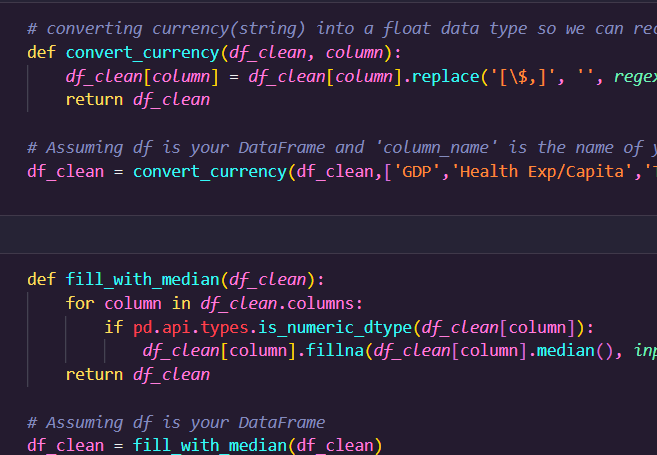 # converting currency(string) into a float data type so we can
def convert_currency(df_clean, column):
df_clean[column] = df_clean[column].replace('[\$,]', '',
return df_clean
# Assuming df is your DataFrame and 'column_name' is the name of
df_clean = convert_currency(df_clean,['GDP','Health Exp/Capita','
def fill_with_median(df_clean):
for column in df_clean.columns:
if pd.api.types.is_numeric_dtype(df_clean[column]):
df_clean[column].fillna(df_clean[column].median(),
return df_clean
# Assuming df is your DataFrame
df_clean = fill_with_median(df_clean)